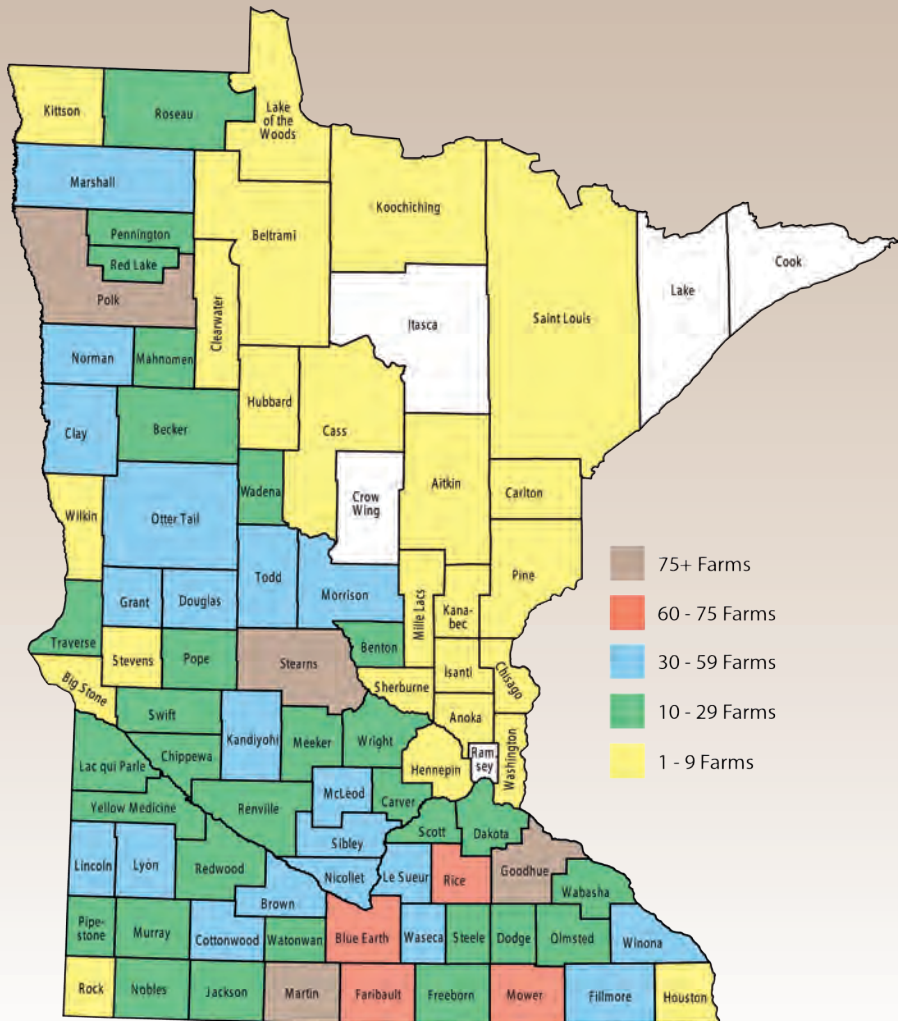 Kittson
Roseau
Lake
of the
Woods
Marshall
Koochiching
Pennington
Beltrami
Red Lake
Polk
Clearwater
Itasca
Saint Louis
Lake
Cook
Norman
Mahnomen
Hubbard
Cass
Clay
Becker
Wadena
Crow
Wing
Aitkin
Carlton
Wilkin
Otter Tail
Todd
Morrison
Pine
Grant
Douglas
Mille Lacs
Kana-
bec
Traverse
Stevens
Pope
Stearns
Benton
Isanti
Chisago
Big Stone
Sherburne
Swift
Anoka
Kandiyohi
Meeker
Wright
Ram
sey
Washington
Lac qui Parle
Chippewa
Hennepin
McLeod
Carver
Yellow Medicine
Renville
Scott
Dakota
Sibley
Lincoln
Lyon
Redwood
Nicollet
Le Sueur
Rice
Goodhue
Wabasha
Brown
Pipe-
stone
Murray
Cottonwood
Watonwan
Blue Earth
Waseca
Steele
Dodge
Olmsted
Winona
Rock
Nobles
Jackson
Martin
Faribault
Freeborn
Mower
Fillmore
Houston
75+ Farms
60 - 75 Farms
30 - 59 Farms
10 - 29 Farms
1 - 9 Farms